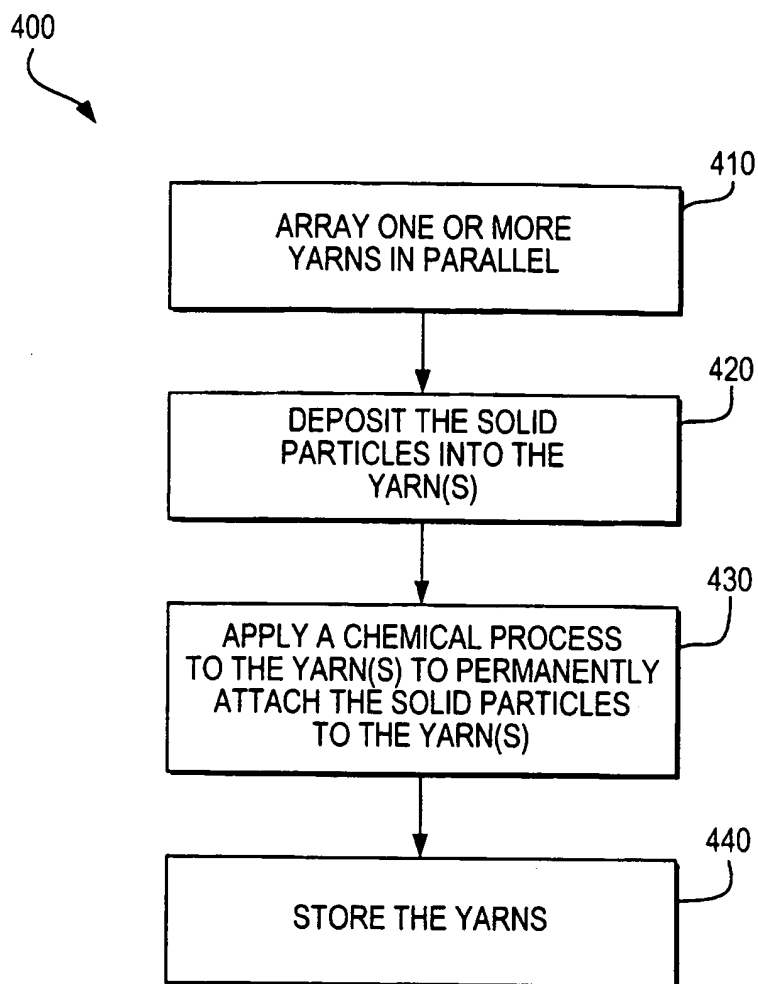 400
410
ARRAY ONE OR MORE
YARNS IN PARALLEL
420
DEPOSIT THE SOLID
PARTICLES INTO THE
YARN(S)
430
APPLY A CHEMICAL PROCESS
TO THE YARN(S) TO PERMANENTLY
ATTACH THE SOLID PARTICLES
TO THE YARN(S)
440
STORE THE YARNS